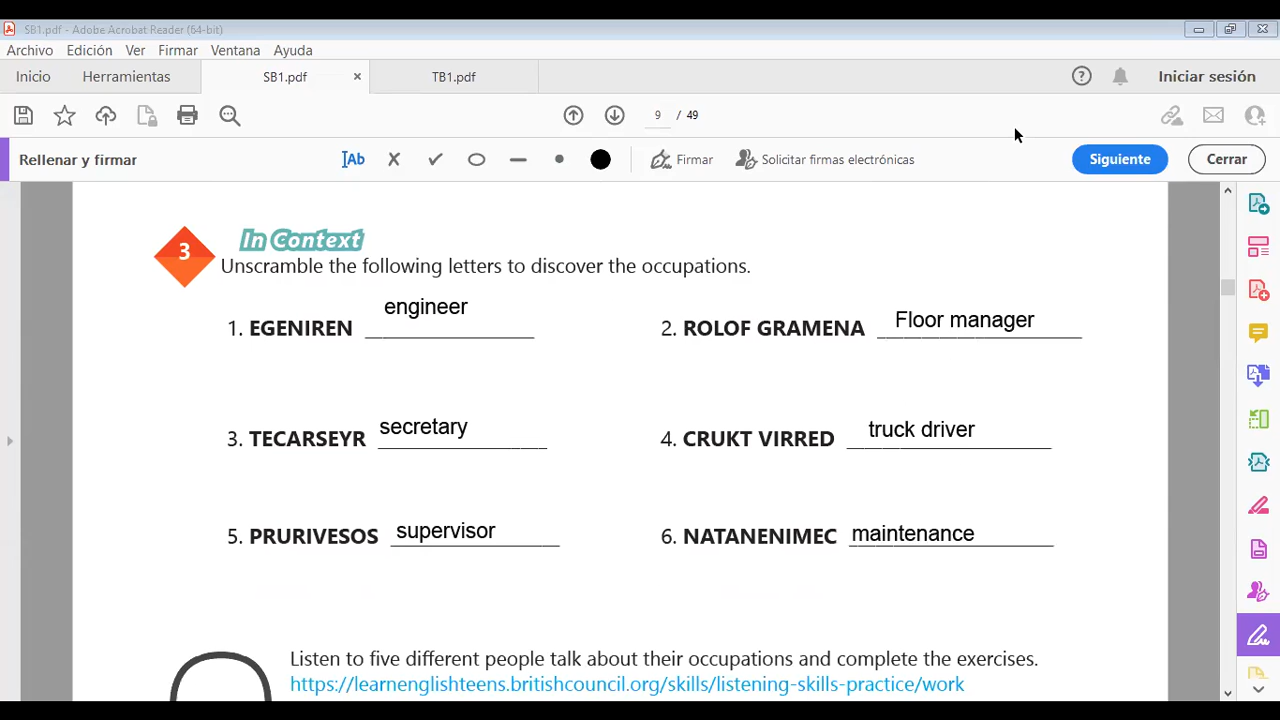 SB1.pdf - Adobe Acrobat Reader (64-bit)
Archivo Edición Ver Firmar Ventana Ayuda
Inicio Herramientas SB1.pdf × TB1.pdf Iniciar sesión
9 / 49
Rellenar y firmar Ab Firmar Solicitar firmas electrónicas Siguiente Cerrar
3 In Context
Unscramble the following letters to discover the occupations.
1. EGENIREN engineer
2. ROLOF GRAMENA Floor manager
3. TECARSEYR secretary
4. CRUKT VIRRED truck driver
5. PRURIVESOS supervisor
6. NATANENIMEC maintenance
Listen to five different people talk about their occupations and complete the exercises.
https://learnenglishteens.britishcouncil.org/skills/listening-skills-practice/work